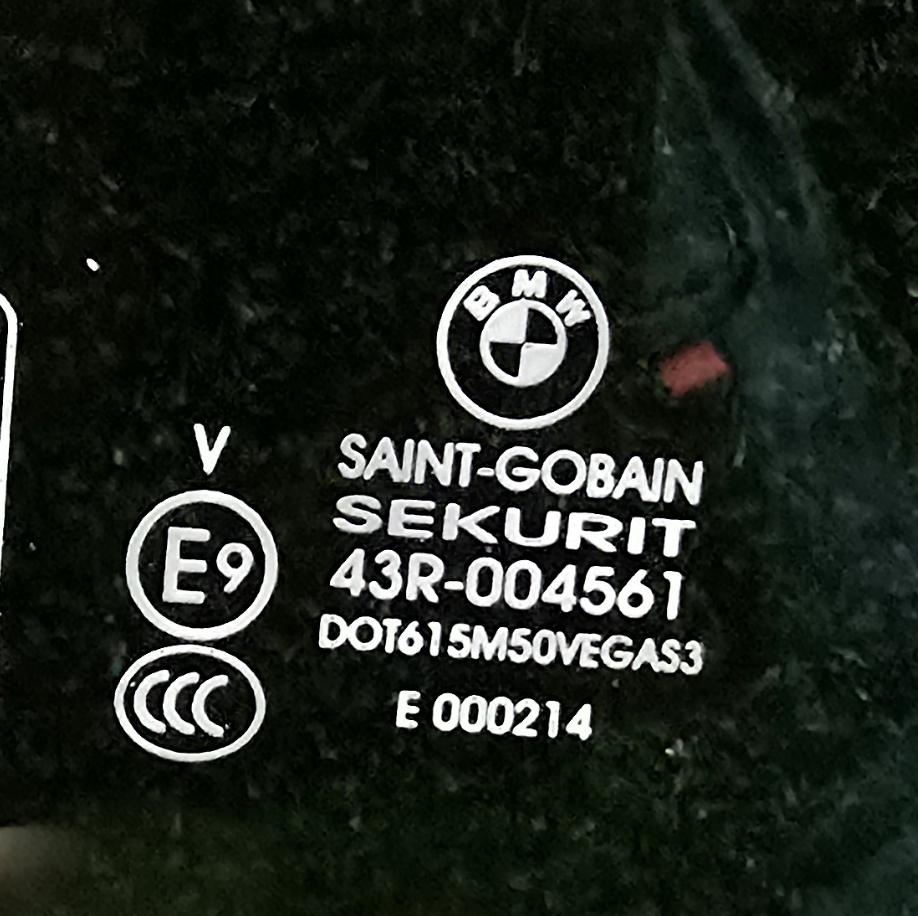 BMW
SAINT-GOBAIN
SEKURIT
43R-004561
DOT615M50VEGAS3
E 000214
V
E9
CCC